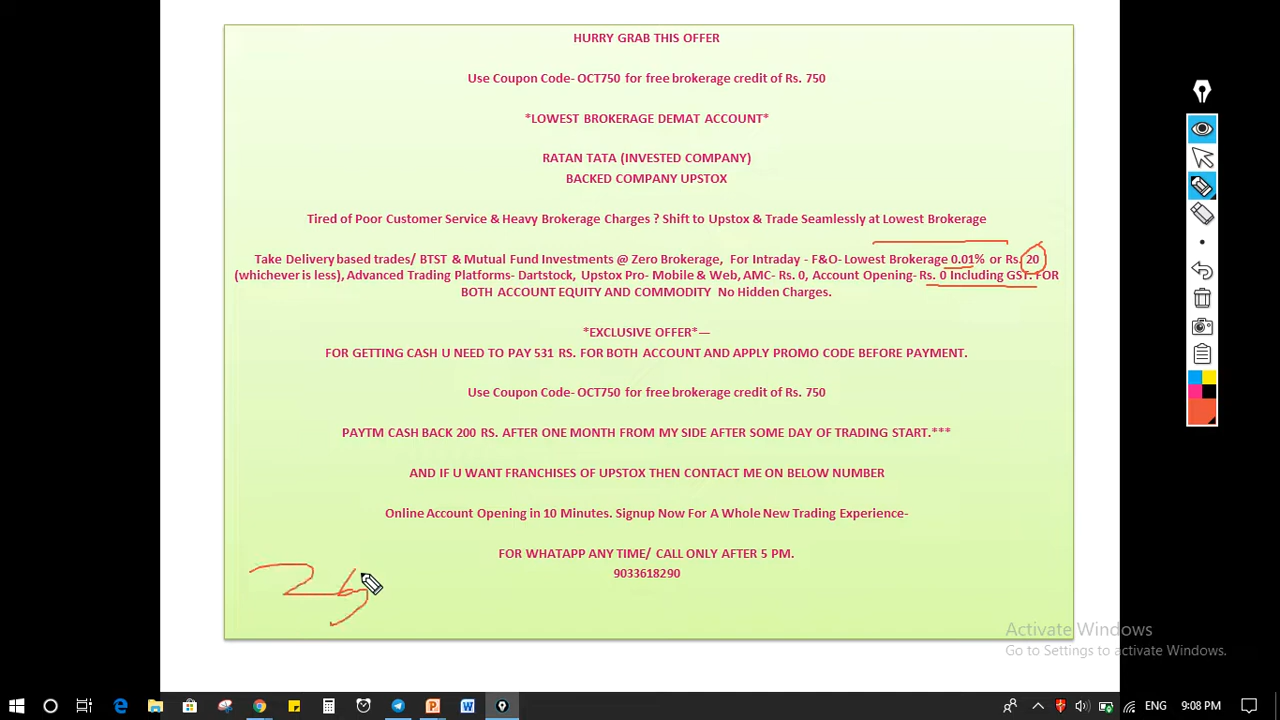 HURRY GRAB THIS OFFER
Use Coupon Code- OCT750 for free brokerage credit of Rs. 750
*LOWEST BROKERAGE DEMAT ACCOUNT*
RATAN TATA (INVESTED COMPANY)
BACKED COMPANY UPSTOX
Tired of Poor Customer Service & Heavy Brokerage Charges ? Shift to Upstox & Trade Seamlessly at Lowest Brokerage
Take Delivery based trades/ BTST & Mutual Fund Investments @ Zero Brokerage, For Intraday - F&O- Lowest Brokerage 0.01% or Rs. 20
(whichever is less), Advanced Trading Platforms- Dartstock, Upstox Pro- Mobile & Web, AMC- Rs. 0, Account Opening- Rs. 0 Including GST. FOR
BOTH ACCOUNT EQUITY AND COMMODITY No Hidden Charges.
*EXCLUSIVE OFFER*—
FOR GETTING CASH U NEED TO PAY 531 RS. FOR BOTH ACCOUNT AND APPLY PROMO CODE BEFORE PAYMENT.
Use Coupon Code- OCT750 for free brokerage credit of Rs. 750
PAYTM CASH BACK 200 RS. AFTER ONE MONTH FROM MY SIDE AFTER SOME DAY OF TRADING START.***
AND IF U WANT FRANCHISES OF UPSTOX THEN CONTACT ME ON BELOW NUMBER
Online Account Opening in 10 Minutes. Signup Now For A Whole New Trading Experience-
FOR WHATAPP ANY TIME/ CALL ONLY AFTER 5 PM.
9033618290
Activate Windows
Go to Settings to activate Windows.
ENG 9:08 PM